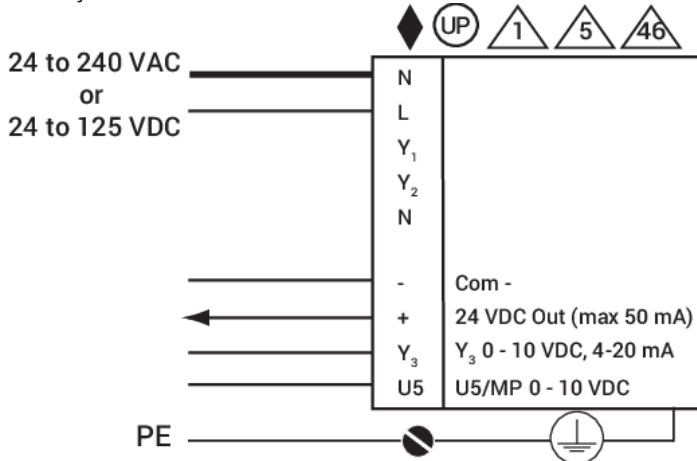 UP 1 5 46
24 to 240 VAC
or
24 to 125 VDC
N
L
Y₁
Y₂
N
- Com -
+ 24 VDC Out (max 50 mA)
Y₃ Y₃ 0 - 10 VDC, 4-20 mA
U5 U5/MP 0 - 10 VDC
PE